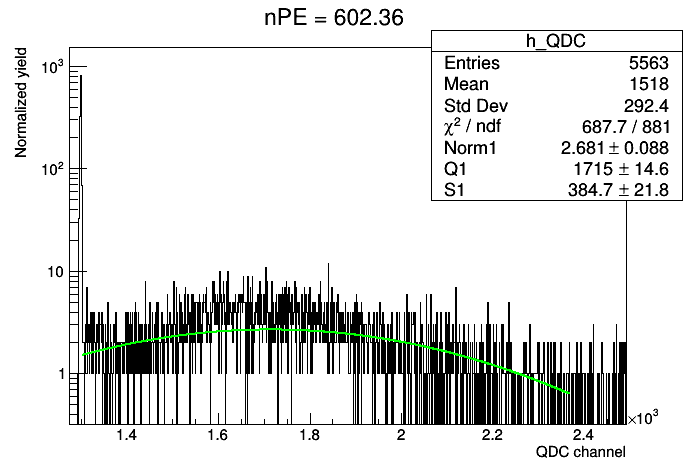 nPE = 602.36
h_QDC
Entries 5563
Mean 1518
Std Dev 292.4
χ² / ndf 687.7 / 881
Norm1 2.681 ± 0.088
Q1 1715 ± 14.6
S1 384.7 ± 21.8
Normalized yield
10³
10²
10
1
1.4 1.6 1.8 2 2.2 2.4
×10³
QDC channel